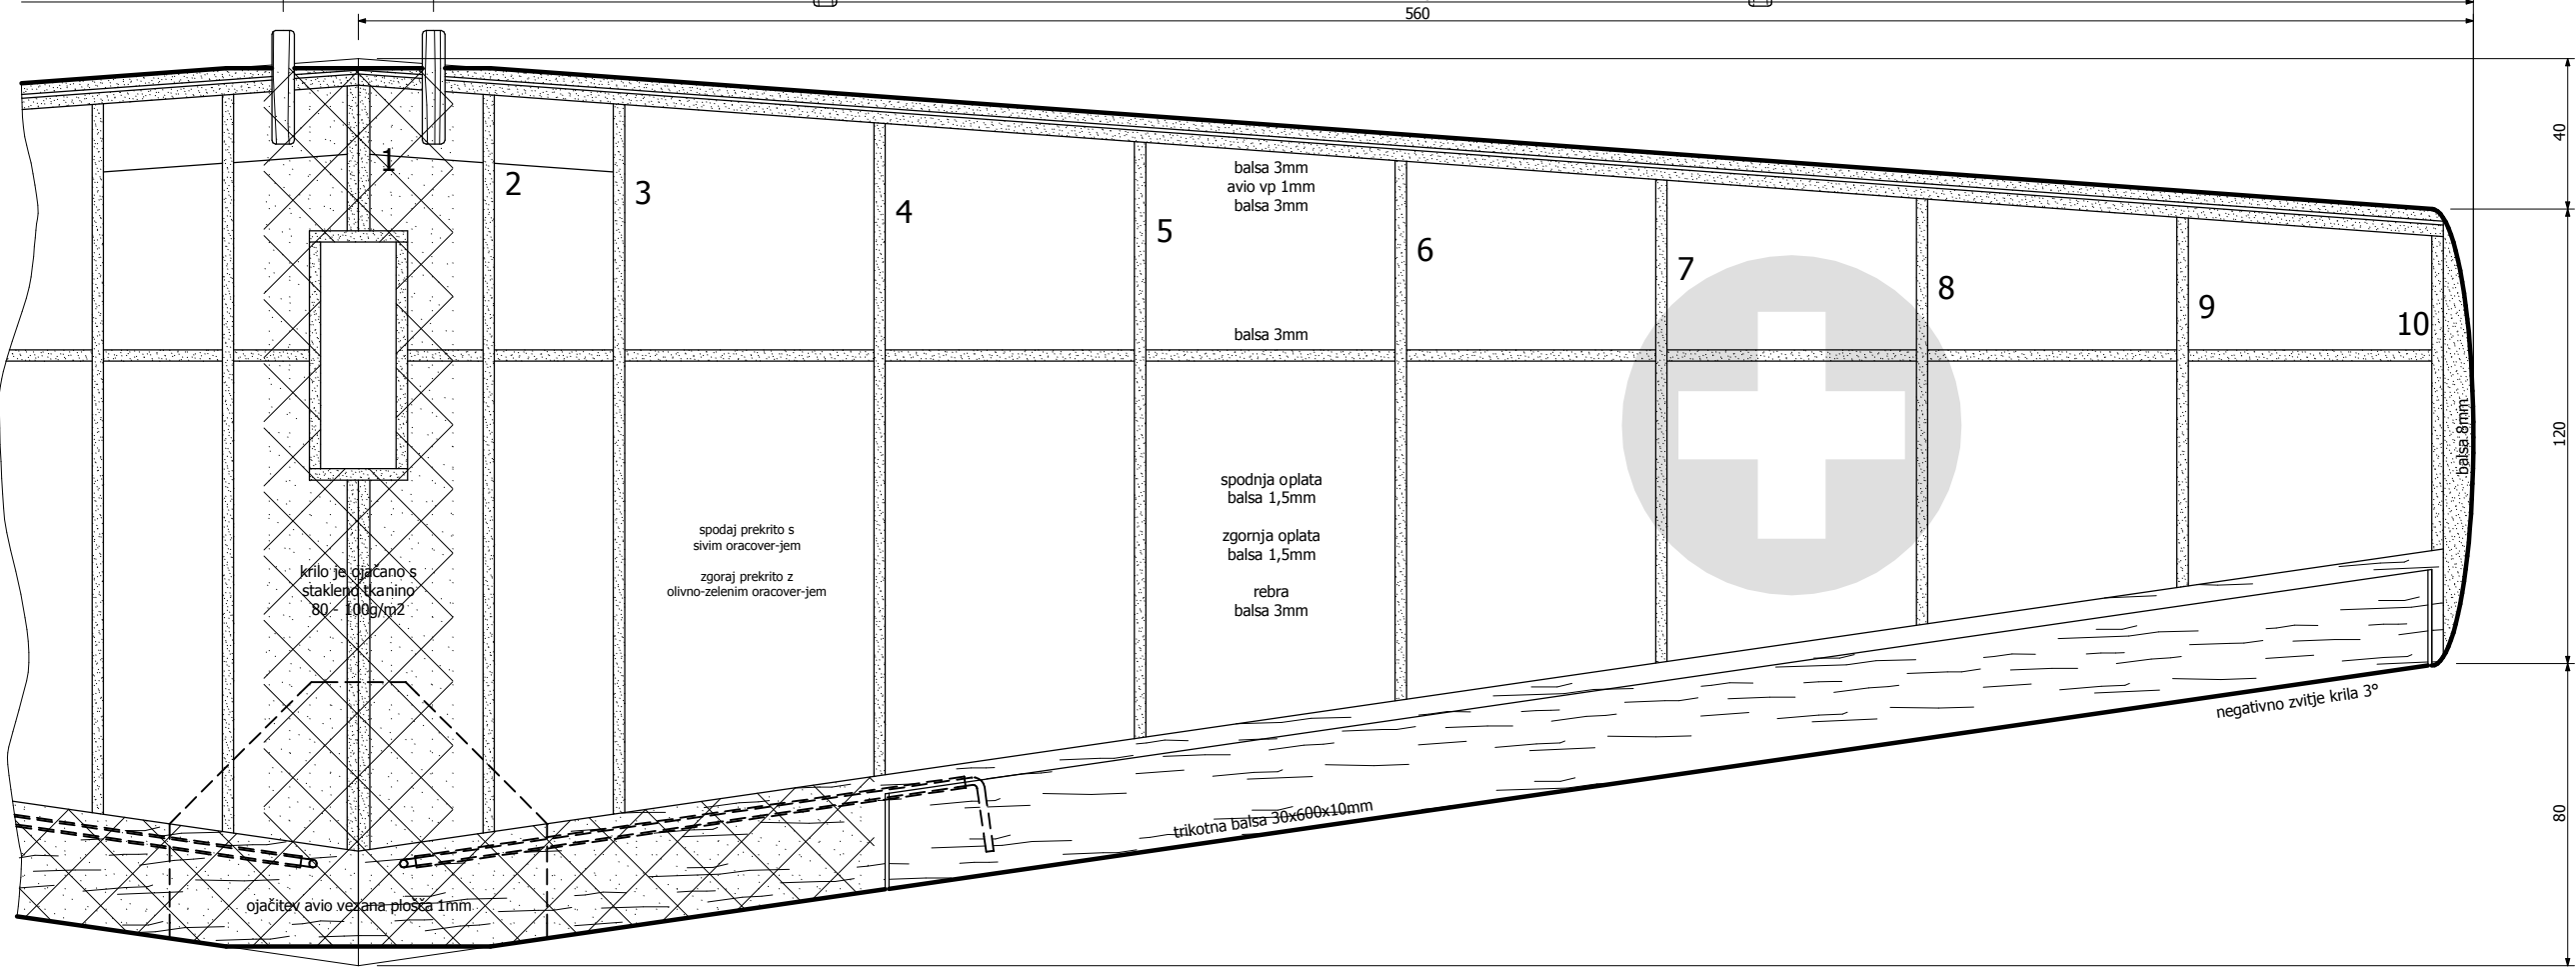 560
40
1
2
3
4
5
6
7
8
9
10
balsa 3mm
avio vp 1mm
balsa 3mm
balsa 3mm
120
balsa 8mm
spodnja oplata
balsa 1,5mm
zgornja oplata
balsa 1,5mm
rebra
balsa 3mm
spodaj prekrito s
sivim oracover-jem
zgoraj prekrito z
olivno-zelenim oracover-jem
krilo je ojačano s
stakleno tkanino
80 - 100g/m2
negativno zvitje krila 3°
trikotna balsa 30x600x10mm
80
ojačitev avio vezana plošča 1mm